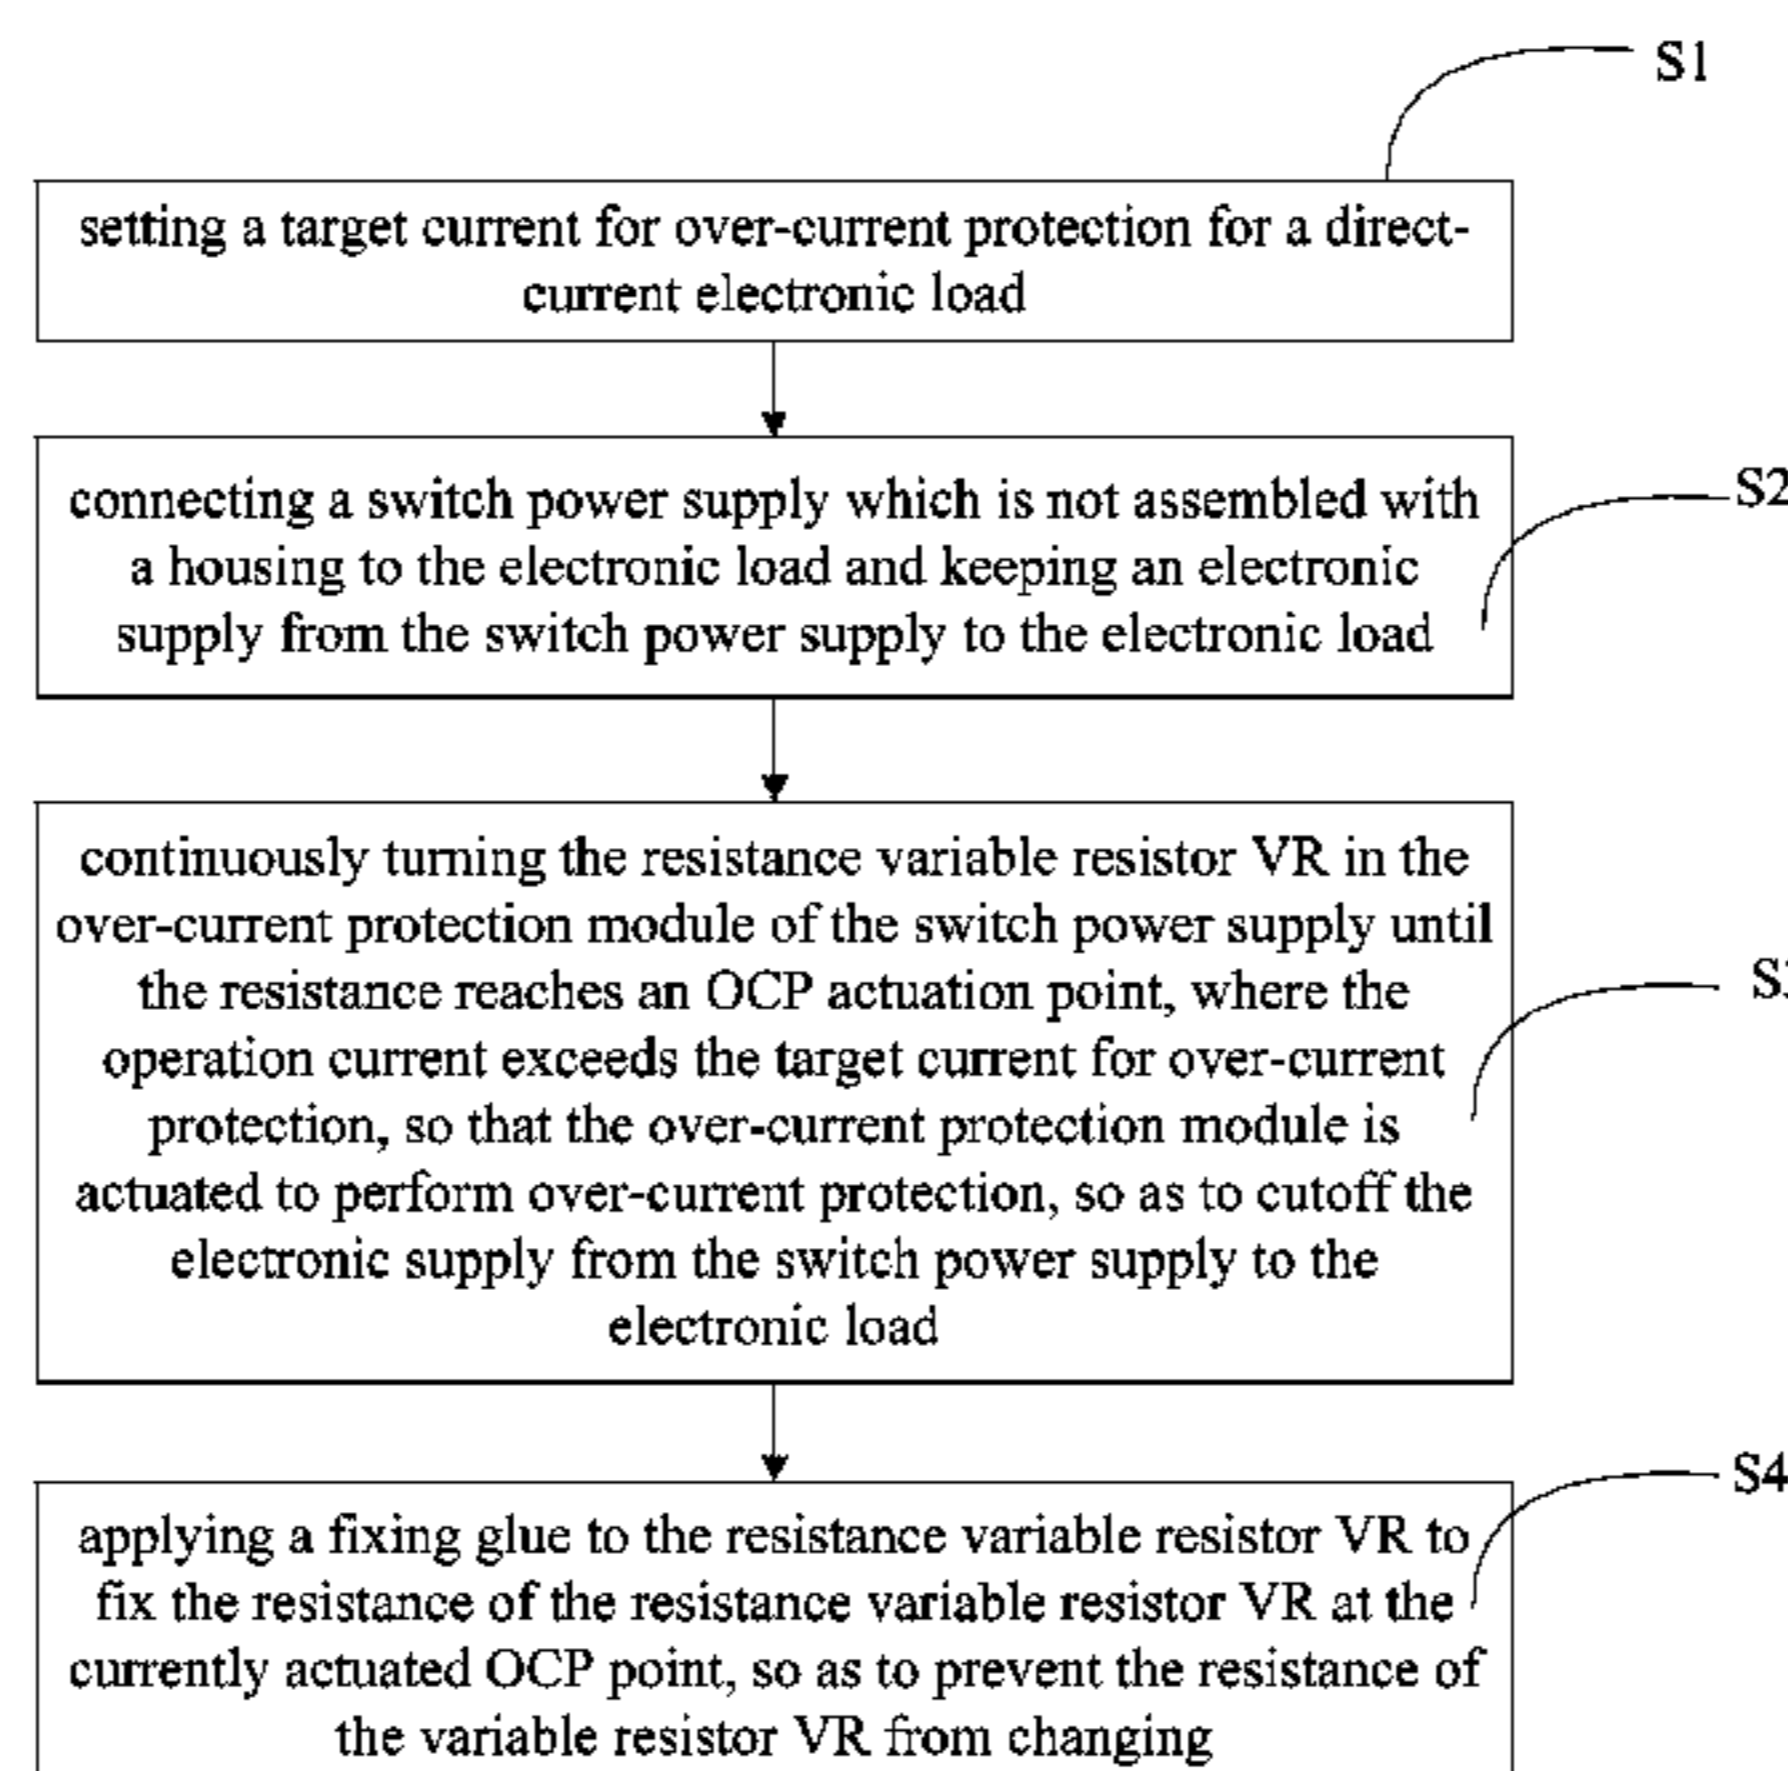 S1
setting a target current for over-current protection for a direct-
current electronic load
S2
connecting a switch power supply which is not assembled with
a housing to the electronic load and keeping an electronic
supply from the switch power supply to the electronic load
continuously turning the resistance variable resistor VR in the
over-current protection module of the switch power supply until
the resistance reaches an OCP actuation point, where the
S3
operation current exceeds the target current for over-current
protection, so that the over-current protection module is
actuated to perform over-current protection, so as to cutoff the
electronic supply from the switch power supply to the
electronic load
S4
applying a fixing glue to the resistance variable resistor VR to
fix the resistance of the resistance variable resistor VR at the
currently actuated OCP point, so as to prevent the resistance of
the variable resistor VR from changing